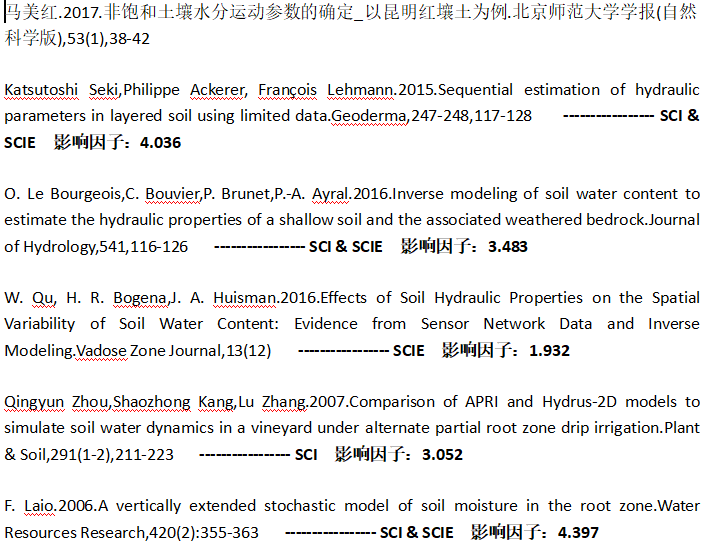 马美红.2017.非饱和土壤水分运动参数的确定_以昆明红壤土为例.北京师范大学学报(自然
科学版),53(1),38-42
Katsutoshi Seki,Philippe Ackerer, François Lehmann.2015.Sequential estimation of hydraulic
parameters in layered soil using limited data.Geoderma,247-248,117-128 ----------------- SCI &
SCIE 影响因子：4.036
O. Le Bourgeois,C. Bouvier,P. Brunet,P.-A. Ayral.2016.Inverse modeling of soil water content to
estimate the hydraulic properties of a shallow soil and the associated weathered bedrock.Journal
of Hydrology,541,116-126 ----------------- SCI & SCIE 影响因子：3.483
W. Qu, H. R. Bogena,J. A. Huisman.2016.Effects of Soil Hydraulic Properties on the Spatial
Variability of Soil Water Content: Evidence from Sensor Network Data and Inverse
Modeling.Vadose Zone Journal,13(12) ----------------- SCIE 影响因子：1.932
Qingyun Zhou,Shaozhong Kang,Lu Zhang.2007.Comparison of APRI and Hydrus-2D models to
simulate soil water dynamics in a vineyard under alternate partial root zone drip irrigation.Plant
& Soil,291(1-2),211-223 ----------------- SCI 影响因子：3.052
F. Laio.2006.A vertically extended stochastic model of soil moisture in the root zone.Water
Resources Research,420(2):355-363 ----------------- SCI & SCIE 影响因子：4.397